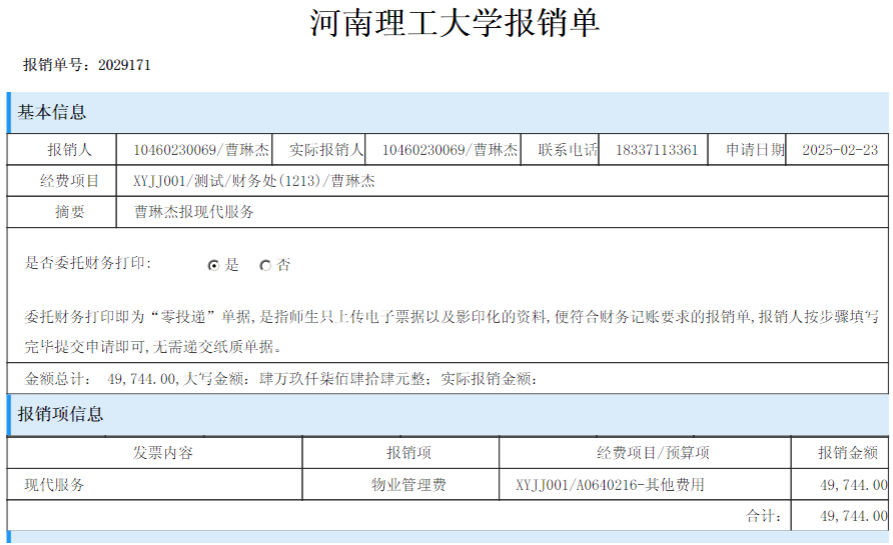 河南理工大学报销单
报销单号：2029171
基本信息
报销人 10460230069/曹琳杰 实际报销人 10460230069/曹琳杰 联系电话 18337113361 申请日期 2025-02-23
经费项目 XYJJ001/测试/财务处(1213)/曹琳杰
摘要 曹琳杰报现代服务
是否委托财务打印: 是 否
委托财务打印即为“零投递”单据,是指师生只上传电子票据以及影印化的资料,便符合财务记账要求的报销单,报销人按步骤填写
完毕提交申请即可,无需递交纸质单据。
金额总计： 49,744.00,大写金额：肆万玖仟柒佰肆拾肆元整；实际报销金额：
报销项信息
发票内容 报销项 经费项目/预算项 报销金额
现代服务 物业管理费 XYJJ001/A0640216-其他费用 49,744.00
合计： 49,744.00